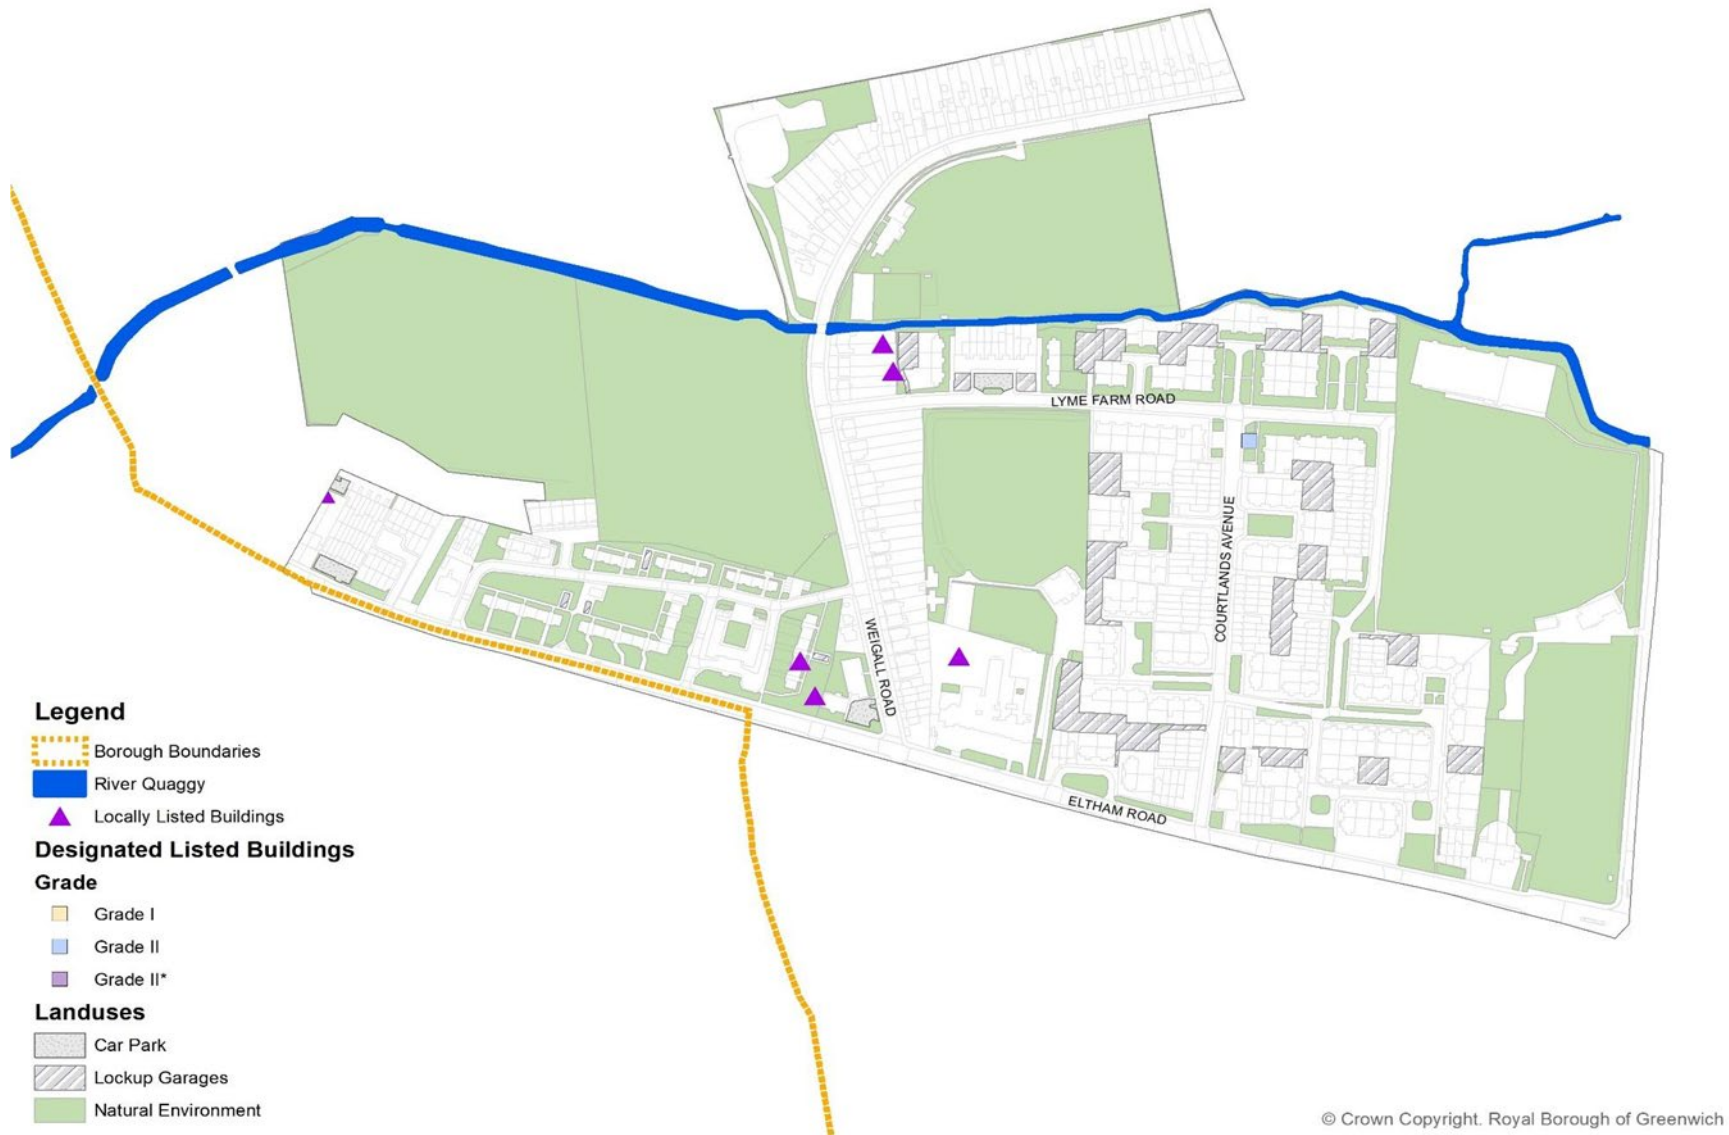 LYME FARM ROAD
COURTLANDS AVENUE
WEIGALL ROAD
ELTHAM ROAD
Legend
Borough Boundaries
River Quaggy
Locally Listed Buildings
Designated Listed Buildings
Grade
Grade I
Grade II
Grade II*
Landuses
Car Park
Lockup Garages
Natural Environment
© Crown Copyright. Royal Borough of Greenwich